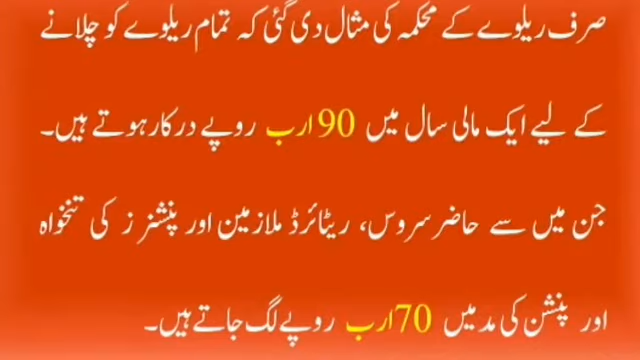 صرف ریلوے کے محکمہ کی مثال دی گئی کہ تمام ریلوے کو چلانے
کے لیے ایک مالی سال میں 90 ارب روپے درکار ہوتے ہیں۔
جن میں سے حاضر سروس، ریٹائرڈ ملازمین اور پنشنرز کی تنخواہ
اور پنشن کی مد میں 70 ارب روپے لگ جاتے ہیں۔